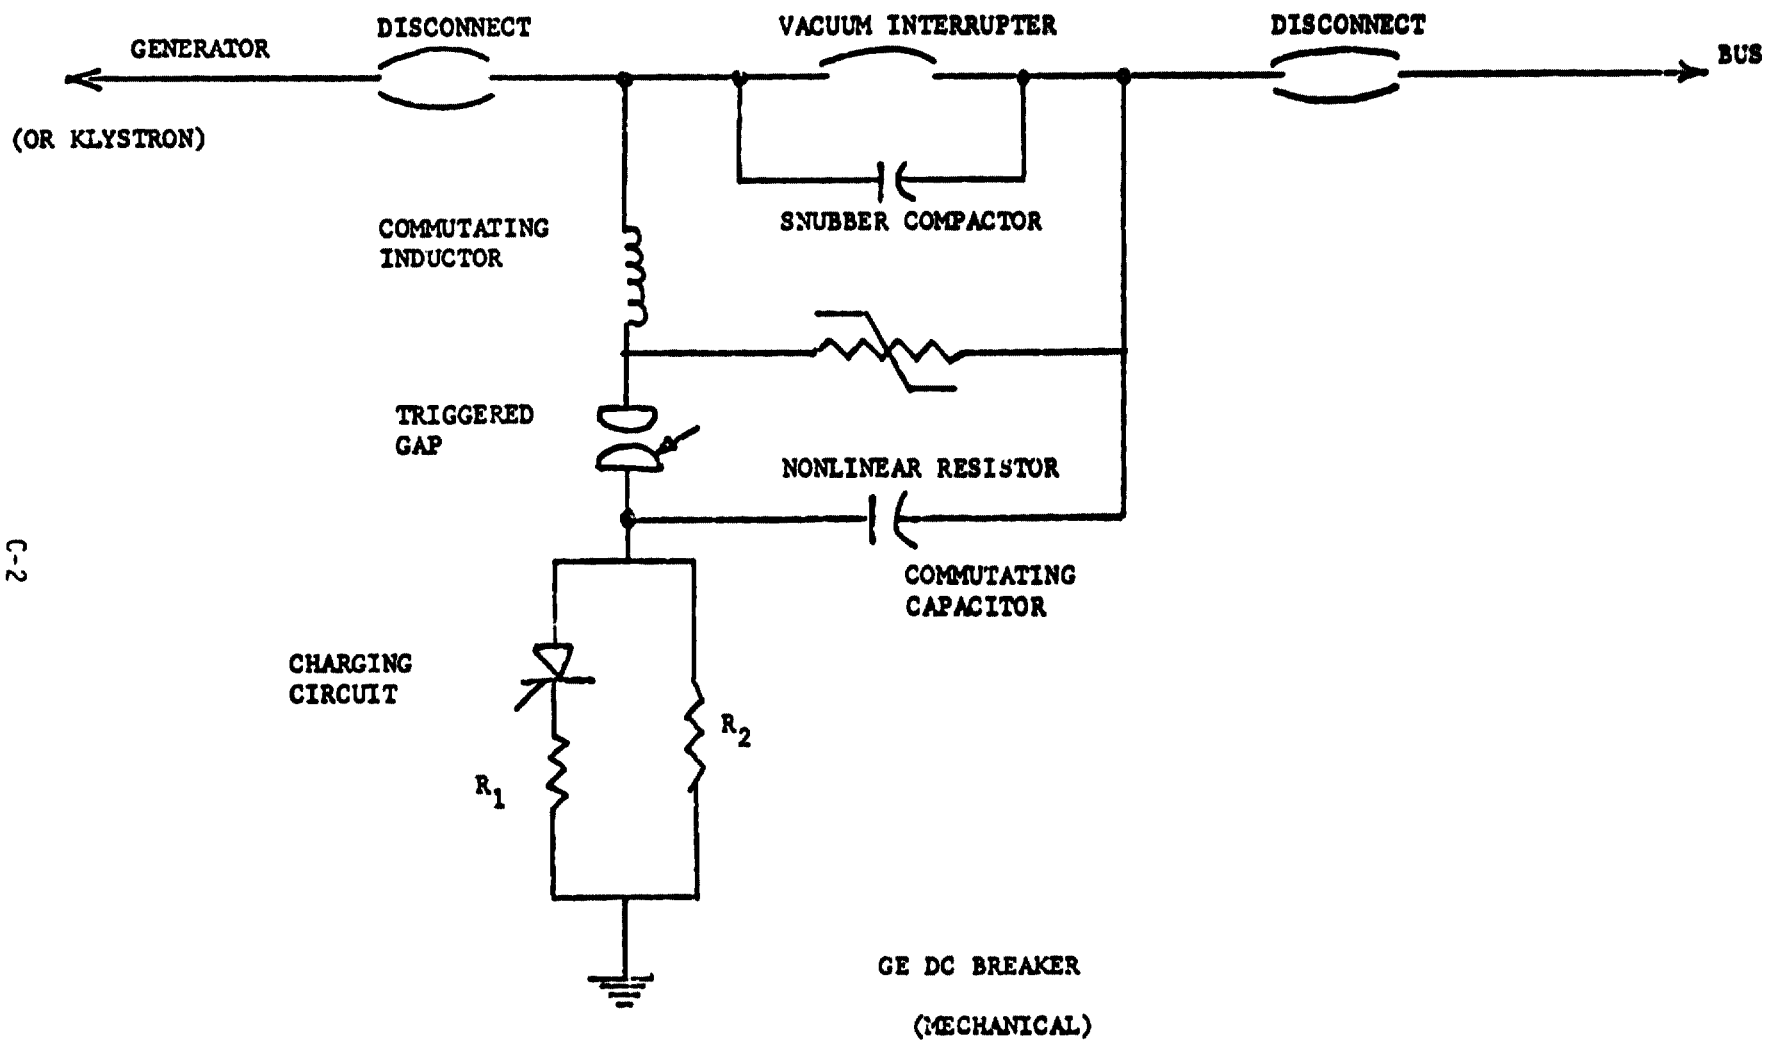 DISCONNECT
VACUUM INTERRUPTER
DISCONNECT
GENERATOR
BUS
(OR KLYSTRON)
SNUBBER COMPACTOR
COMMUTATING
INDUCTOR
TRIGGERED
GAP
NONLINEAR RESISTOR
C-2
COMMUTATING
CAPACITOR
CHARGING
CIRCUIT
R2
R1
GE DC BREAKER
(MECHANICAL)